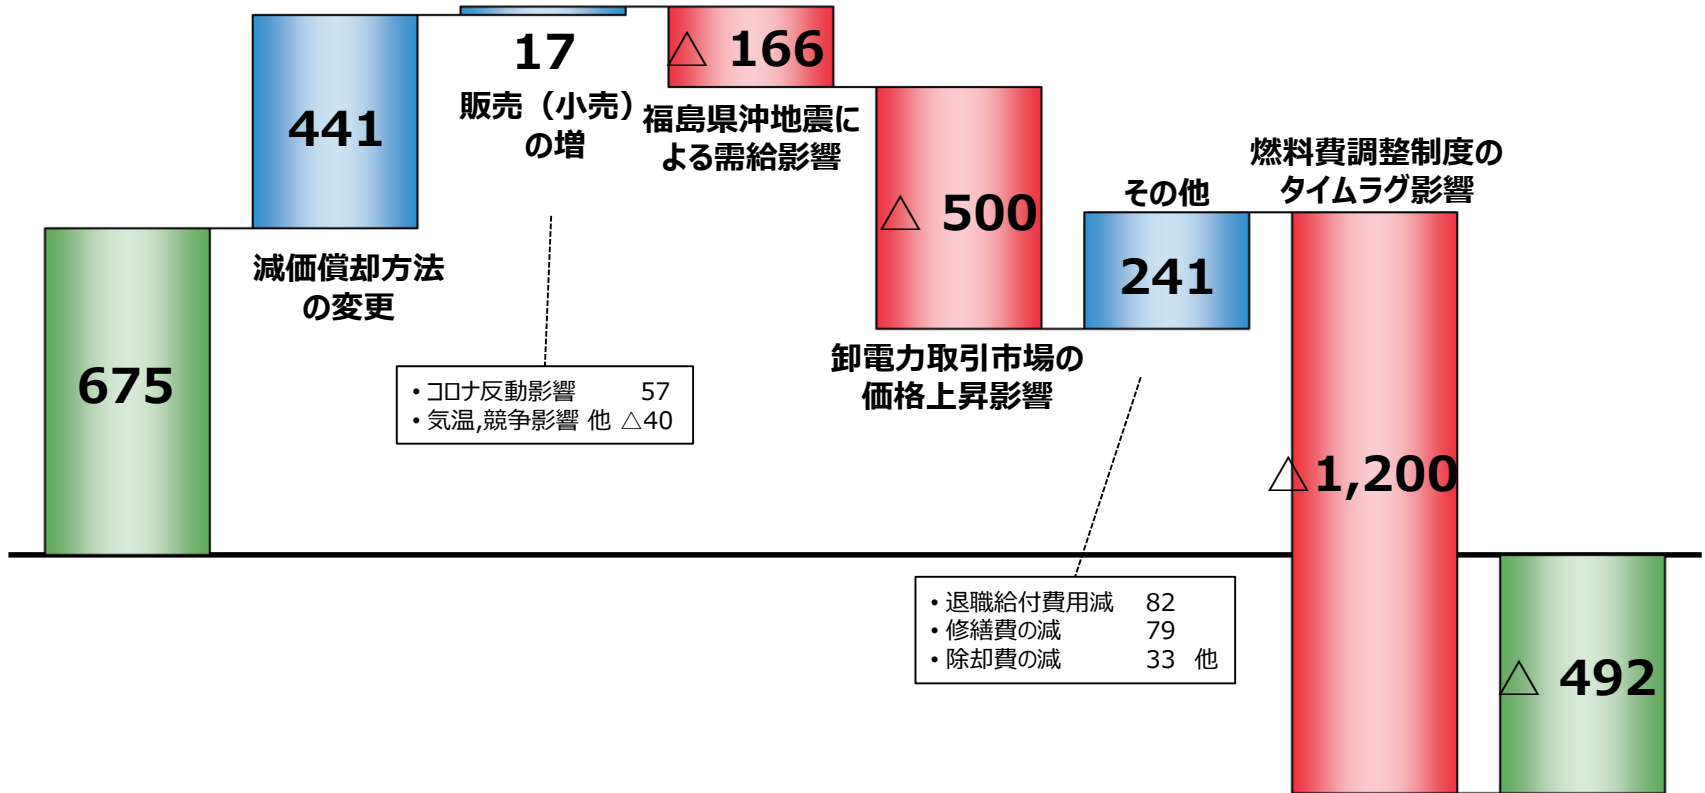 675
441
減価償却方法
の変更
17
販売（小売）
の増
・コロナ反動影響 57
・気温,競争影響 他 △40
△ 166
福島県沖地震に
よる需給影響
△ 500
卸電力取引市場の
価格上昇影響
その他
241
・退職給付費用減 82
・修繕費の減 79
・除却費の減 33 他
燃料費調整制度の
タイムラグ影響
△1,200
△ 492